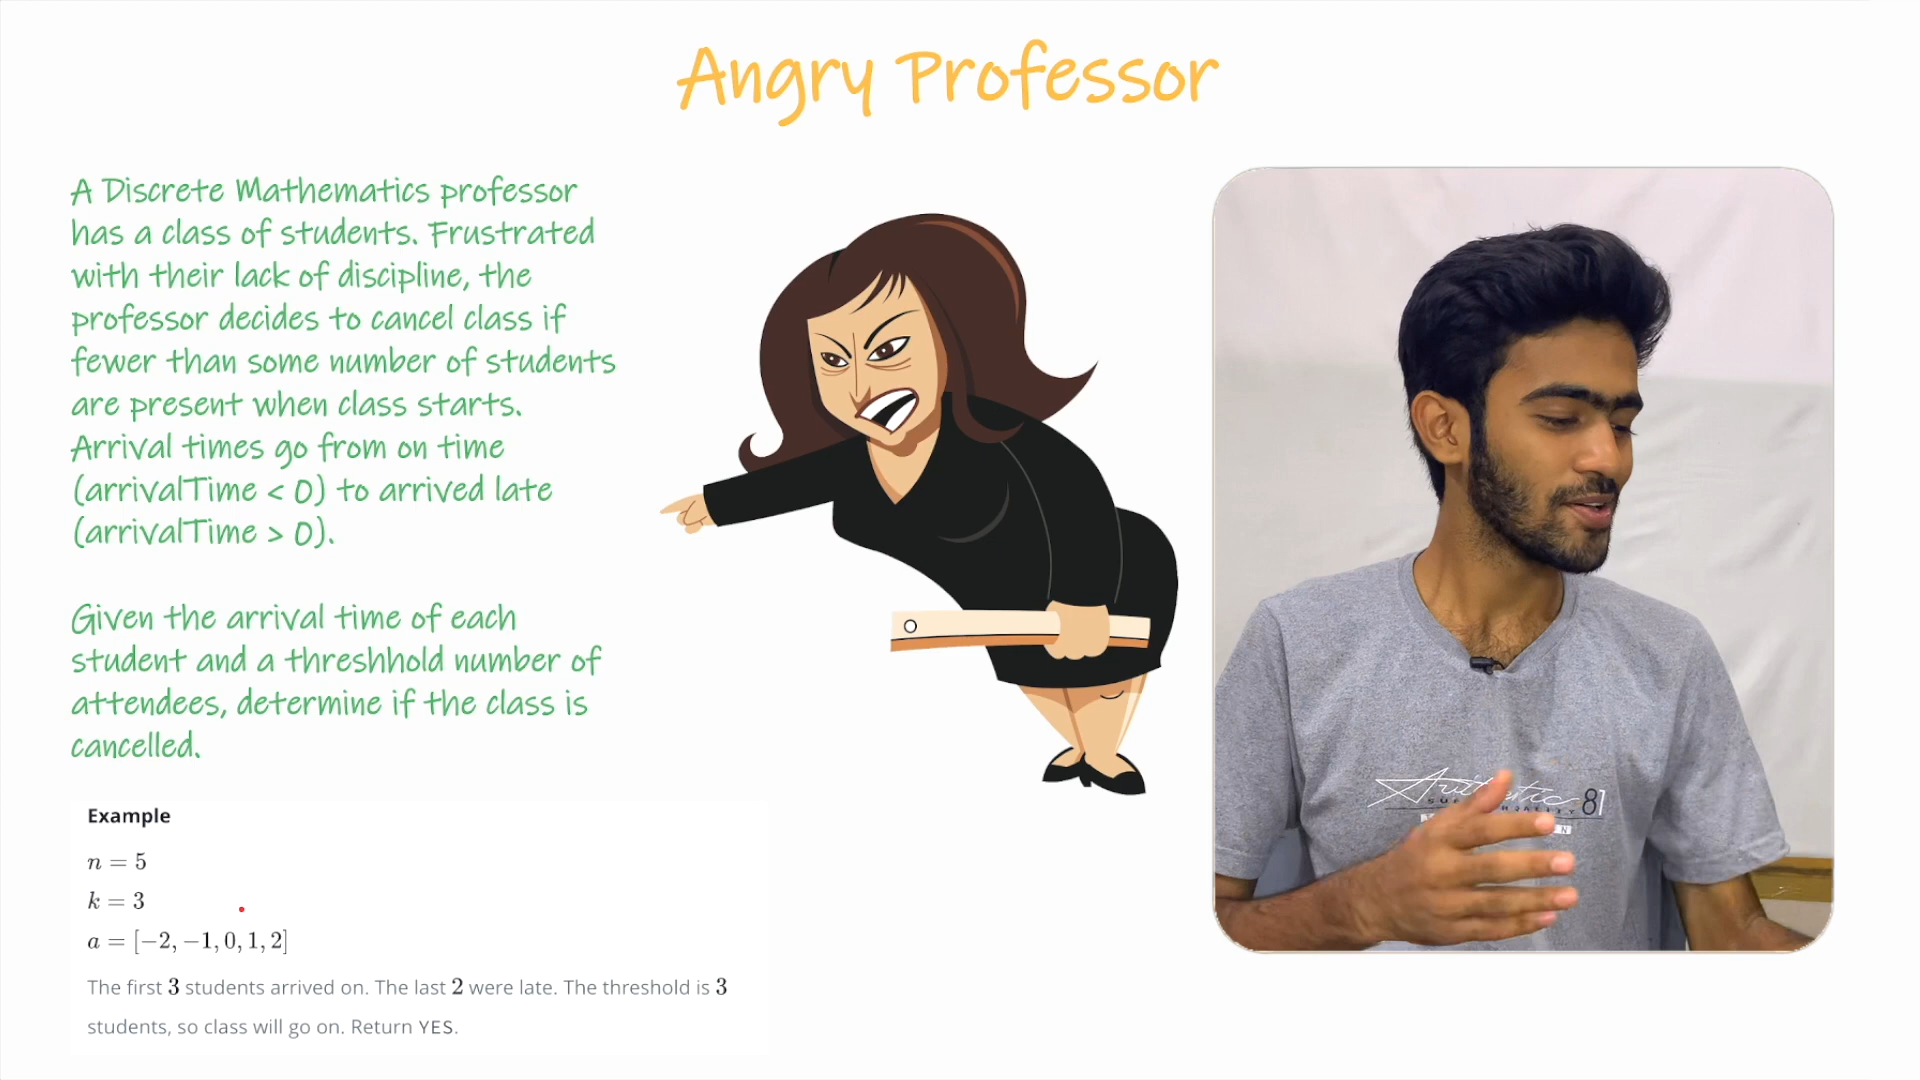 Angry Professor
A Discrete Mathematics professor
has a class of students. Frustrated
with their lack of discipline, the
professor decides to cancel class if
fewer than some number of students
are present when class starts.
Arrival times go from on time
(arrivalTime < 0) to arrived late
(arrivalTime > 0).
Given the arrival time of each
student and a threshhold number of
attendees, determine if the class is
cancelled.
Example
n = 5
k = 3
a = [−2, −1, 0, 1, 2]
The first 3 students arrived on. The last 2 were late. The threshold is 3
students, so class will go on. Return YES.
81